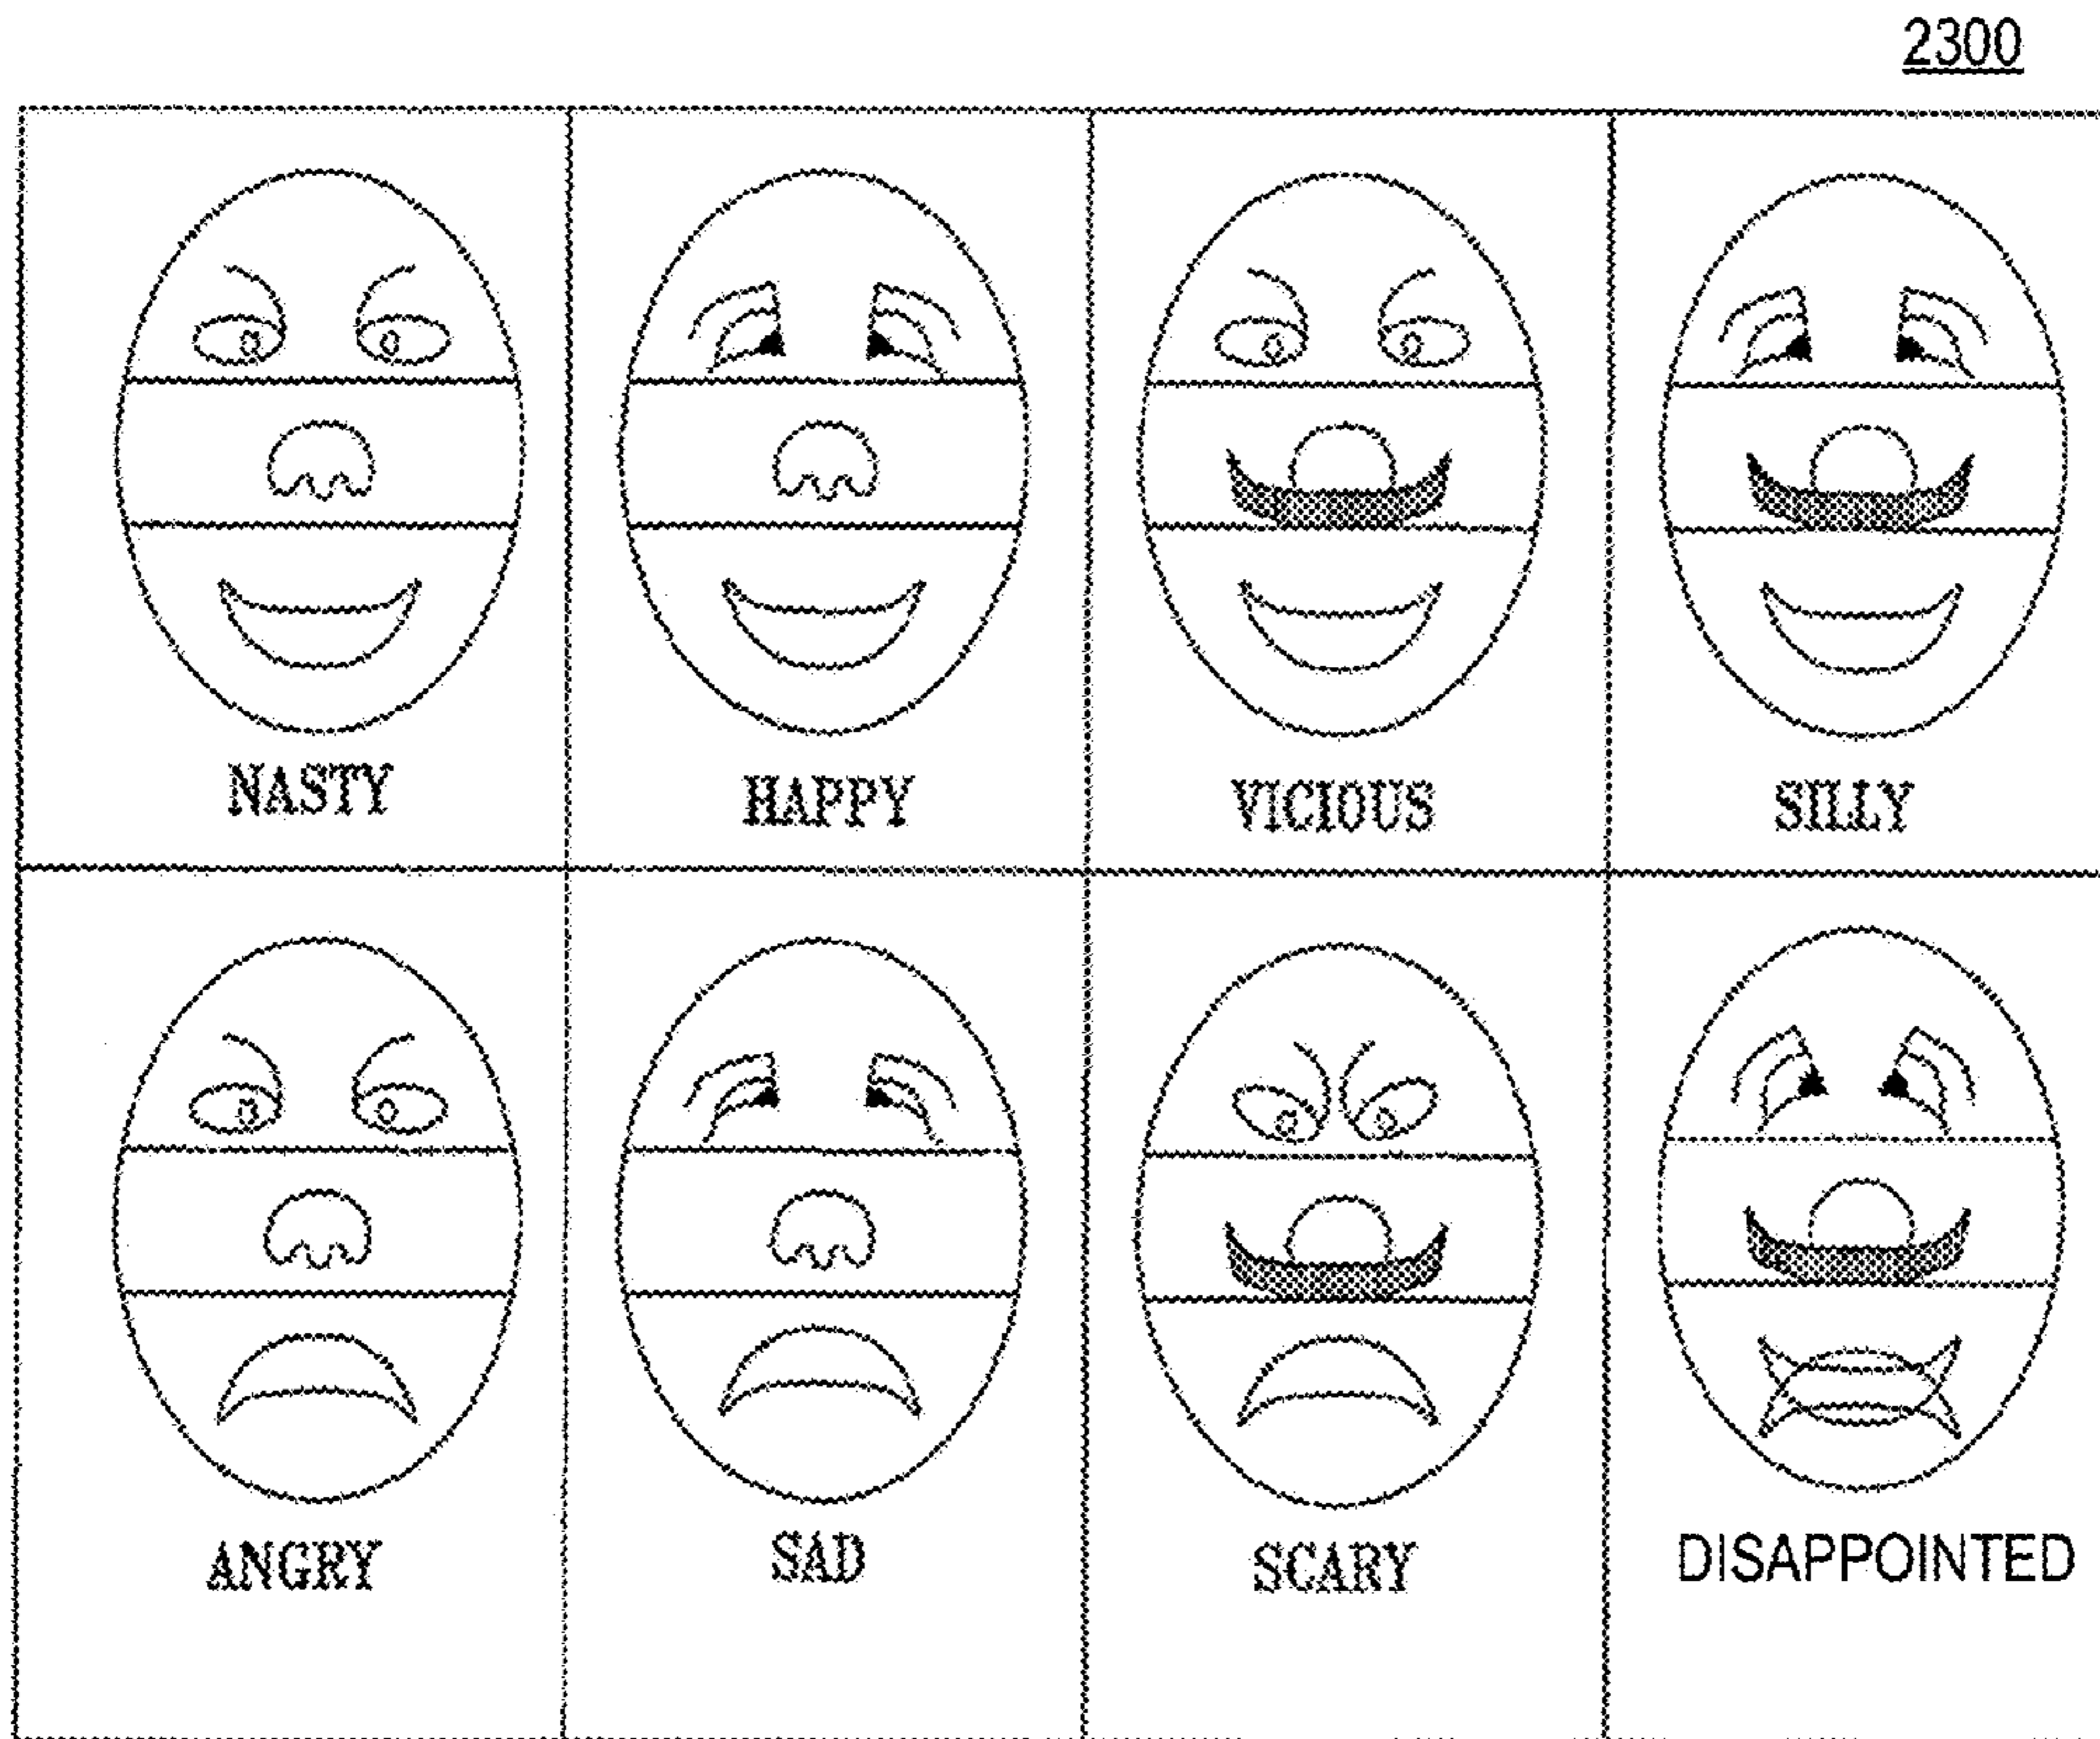 2300
NASTY
HAPPY
VICIOUS
SILLY
ANGRY
SAD
SCARY
DISAPPOINTED